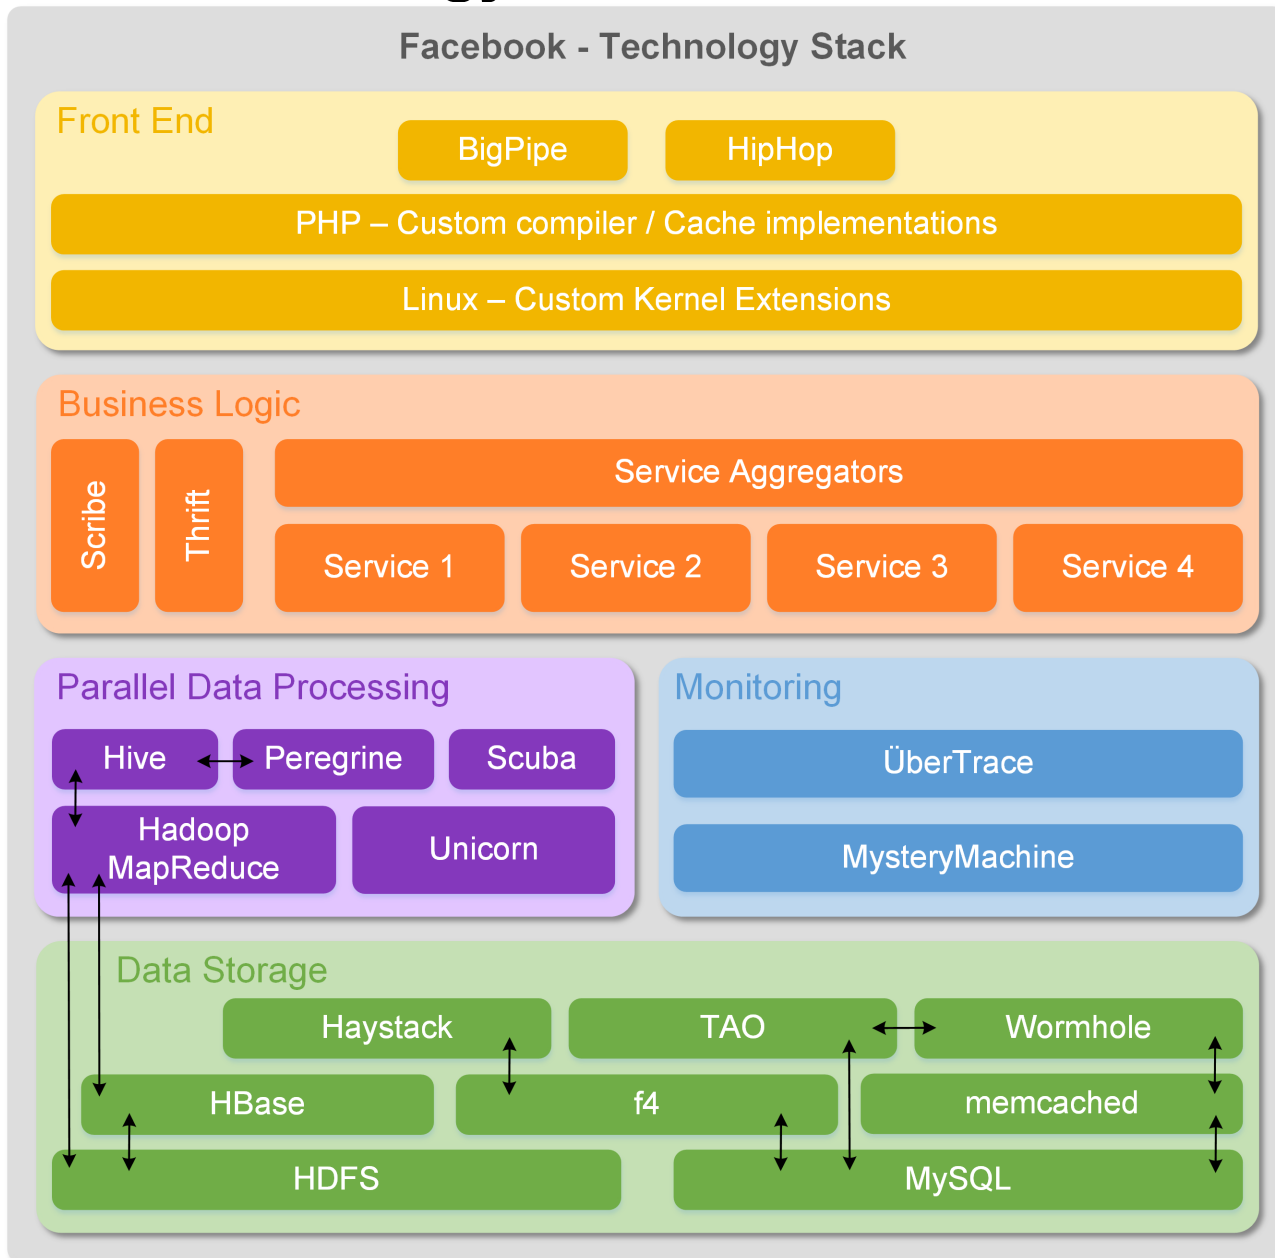 Facebook - Technology Stack
Front End
BigPipe
HipHop
PHP – Custom compiler / Cache implementations
Linux – Custom Kernel Extensions
Business Logic
Scribe
Thrift
Service Aggregators
Service 1
Service 2
Service 3
Service 4
Parallel Data Processing
Hive
Peregrine
Scuba
Hadoop
MapReduce
Unicorn
Monitoring
ÜberTrace
MysteryMachine
Data Storage
Haystack
TAO
Wormhole
HBase
f4
memcached
HDFS
MySQL